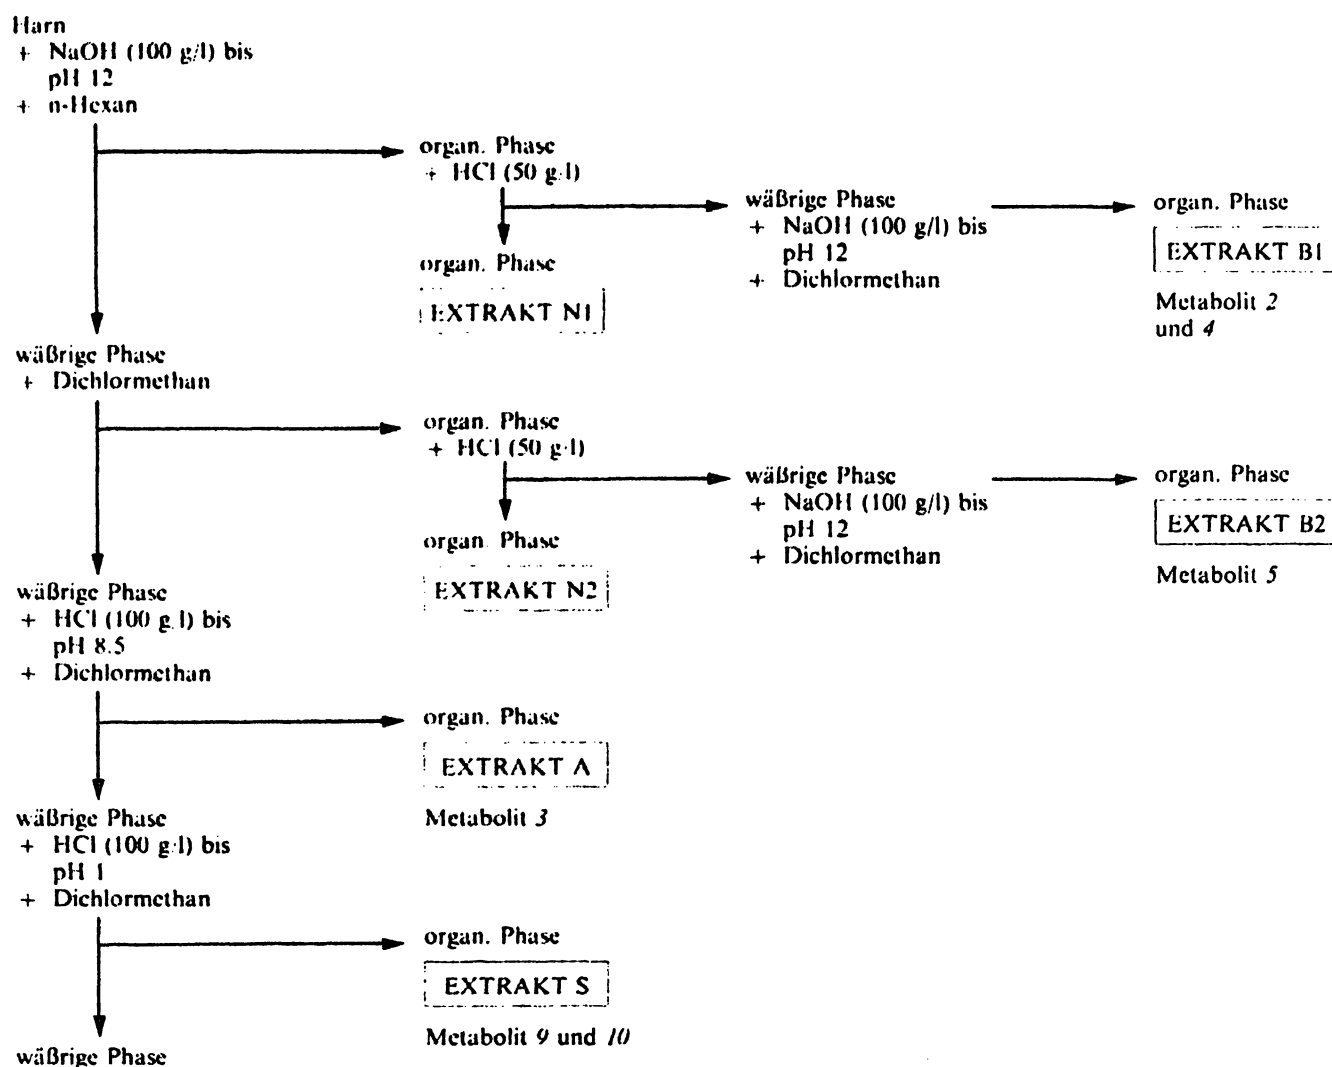 Harn
+ NaOH (100 g/l) bis
pH 12
+ n-Hexan
organ. Phase
+ HCl (50 g/l)
wäßrige Phase
+ NaOH (100 g/l) bis
pH 12
+ Dichlormethan
organ. Phase
EXTRAKT B1
Metabolit 2
und 4
organ. Phase
EXTRAKT N1
wäßrige Phase
+ Dichlormethan
organ. Phase
+ HCl (50 g·l)
wäßrige Phase
+ NaOH (100 g/l) bis
pH 12
+ Dichlormethan
organ. Phase
EXTRAKT B2
Metabolit 5
organ. Phase
EXTRAKT N2
wäßrige Phase
+ HCl (100 g/l) bis
pH 8.5
+ Dichlormethan
organ. Phase
EXTRAKT A
Metabolit 3
wäßrige Phase
+ HCl (100 g/l) bis
pH 1
+ Dichlormethan
organ. Phase
EXTRAKT S
Metabolit 9 und 10
wäßrige Phase